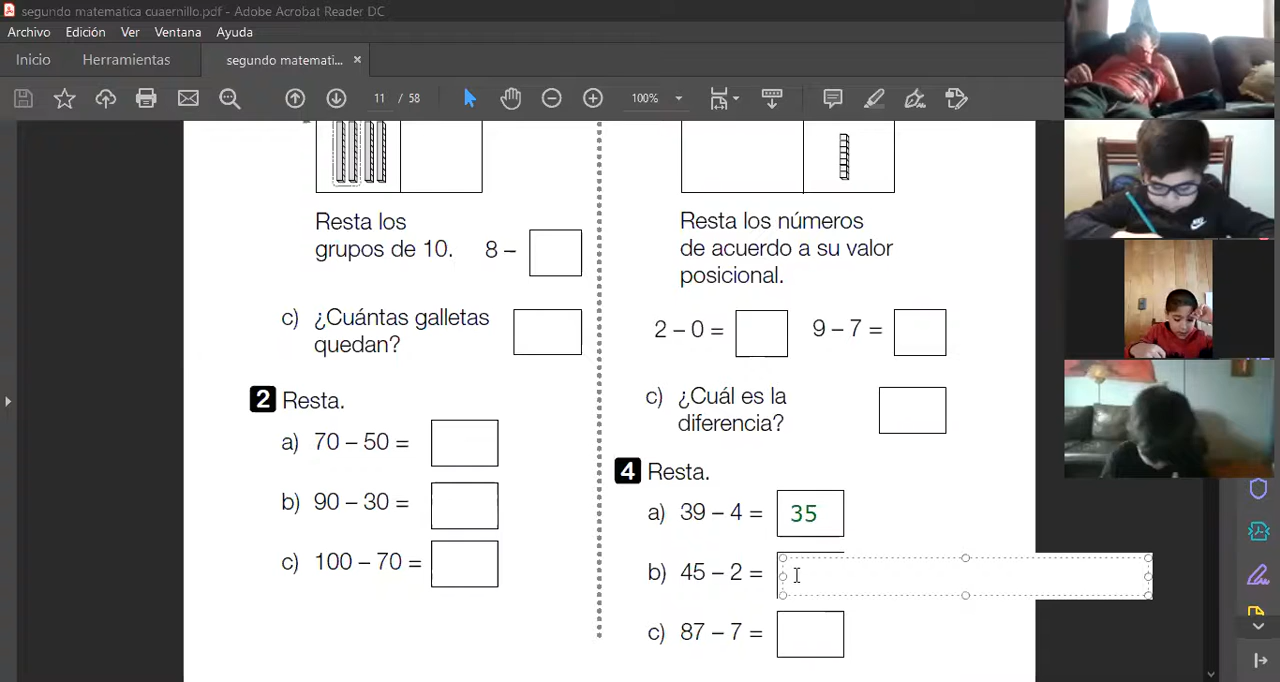 segundo matematica cuaernillo.pdf - Adobe Acrobat Reader DC
Archivo Edición Ver Ventana Ayuda
Inicio Herramientas segundo matemati... ×
11 / 58 100%
Resta los
grupos de 10. 8 –
c) ¿Cuántas galletas
quedan?
2 Resta.
a) 70 – 50 =
b) 90 – 30 =
c) 100 – 70 =
Resta los números
de acuerdo a su valor
posicional.
2 – 0 = 9 – 7 =
c) ¿Cuál es la
diferencia?
4 Resta.
a) 39 – 4 = 35
b) 45 – 2 =
c) 87 – 7 =